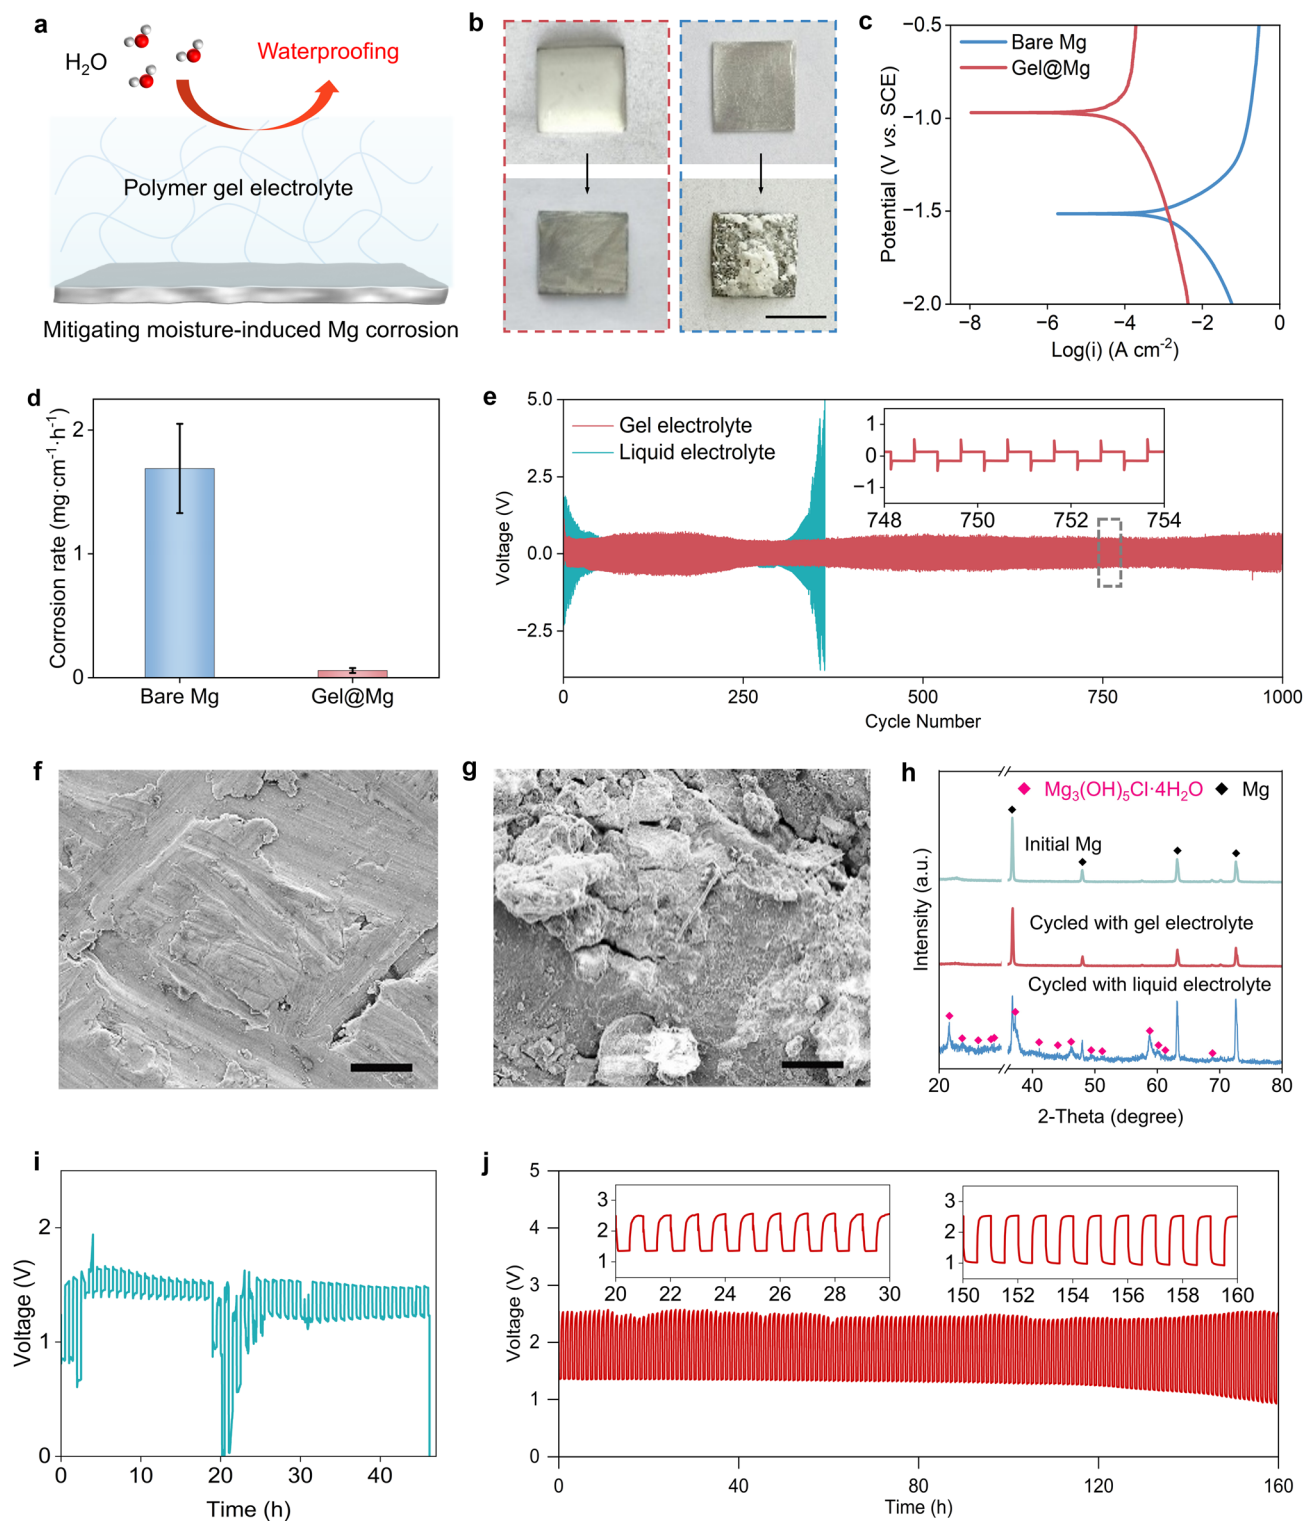 a
H₂O
Waterproofing
Polymer gel electrolyte
Mitigating moisture-induced Mg corrosion
b
c
Bare Mg
Gel@Mg
Potential (V vs. SCE)
−0.5
−1.0
−1.5
−2.0
−8
−6
−4
−2
0
Log(i) (A cm⁻²)
d
Corrosion rate (mg·cm⁻¹·h⁻¹)
2
1
0
Bare Mg
Gel@Mg
e
Gel electrolyte
Liquid electrolyte
Voltage (V)
5.0
2.5
0.0
−2.5
0
250
500
750
1000
Cycle Number
1
0
−1
748
750
752
754
f
g
h
Mg₃(OH)₅Cl·4H₂O
Mg
Initial Mg
Cycled with gel electrolyte
Cycled with liquid electrolyte
Intensity (a.u.)
20
40
50
60
70
80
2-Theta (degree)
i
Voltage (V)
2
1
0
0
10
20
30
40
Time (h)
j
Voltage (V)
5
4
3
2
1
0
0
40
80
120
160
Time (h)
3
2
1
20
22
24
26
28
30
3
2
1
150
152
154
156
158
160